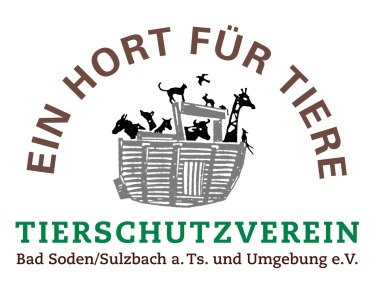 EIN HORT FÜR TIERE
TIERSCHUTZVEREIN
Bad Soden/Sulzbach a. Ts. und Umgebung e.V.